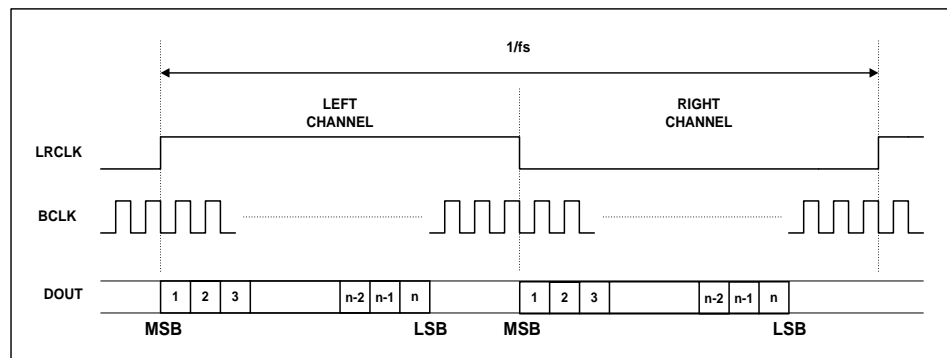 1/fs
LEFT
CHANNEL
RIGHT
CHANNEL
LRCLK
BCLK
DOUT
1 2 3 n-2 n-1 n 1 2 3 n-2 n-1 n
MSB LSB MSB LSB